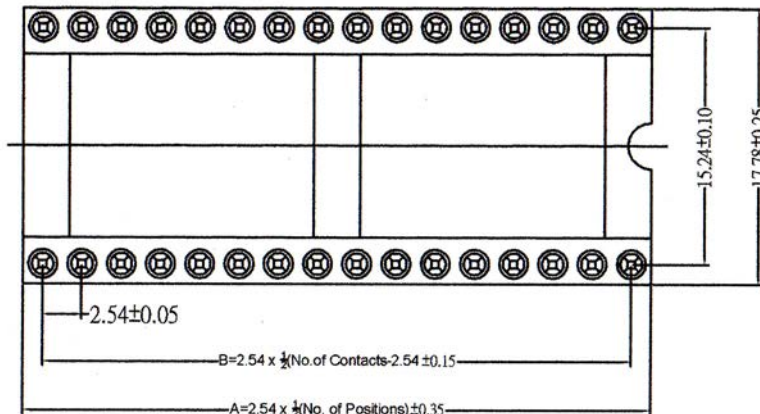 15.24±0.10
17.78±0.25
2.54±0.05
B=2.54 x ½(No.of Contacts-2.54 ±0.15
A=2.54 x ½(No. of Positions)±0.35